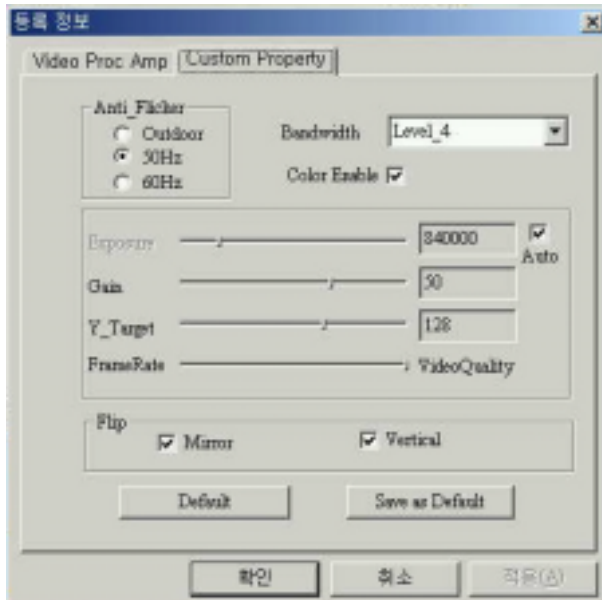 등록 정보
Video Proc Amp Custom Property
Anti_Flicker
Outdoor
50Hz
60Hz
Bandwidth Level_4
Color Enable
Exposure 840000 Auto
Gain 50
Y_Target 128
FrameRate VideoQuality
Flip
Mirror Vertical
Default Save as Default
확인 취소 적용(A)